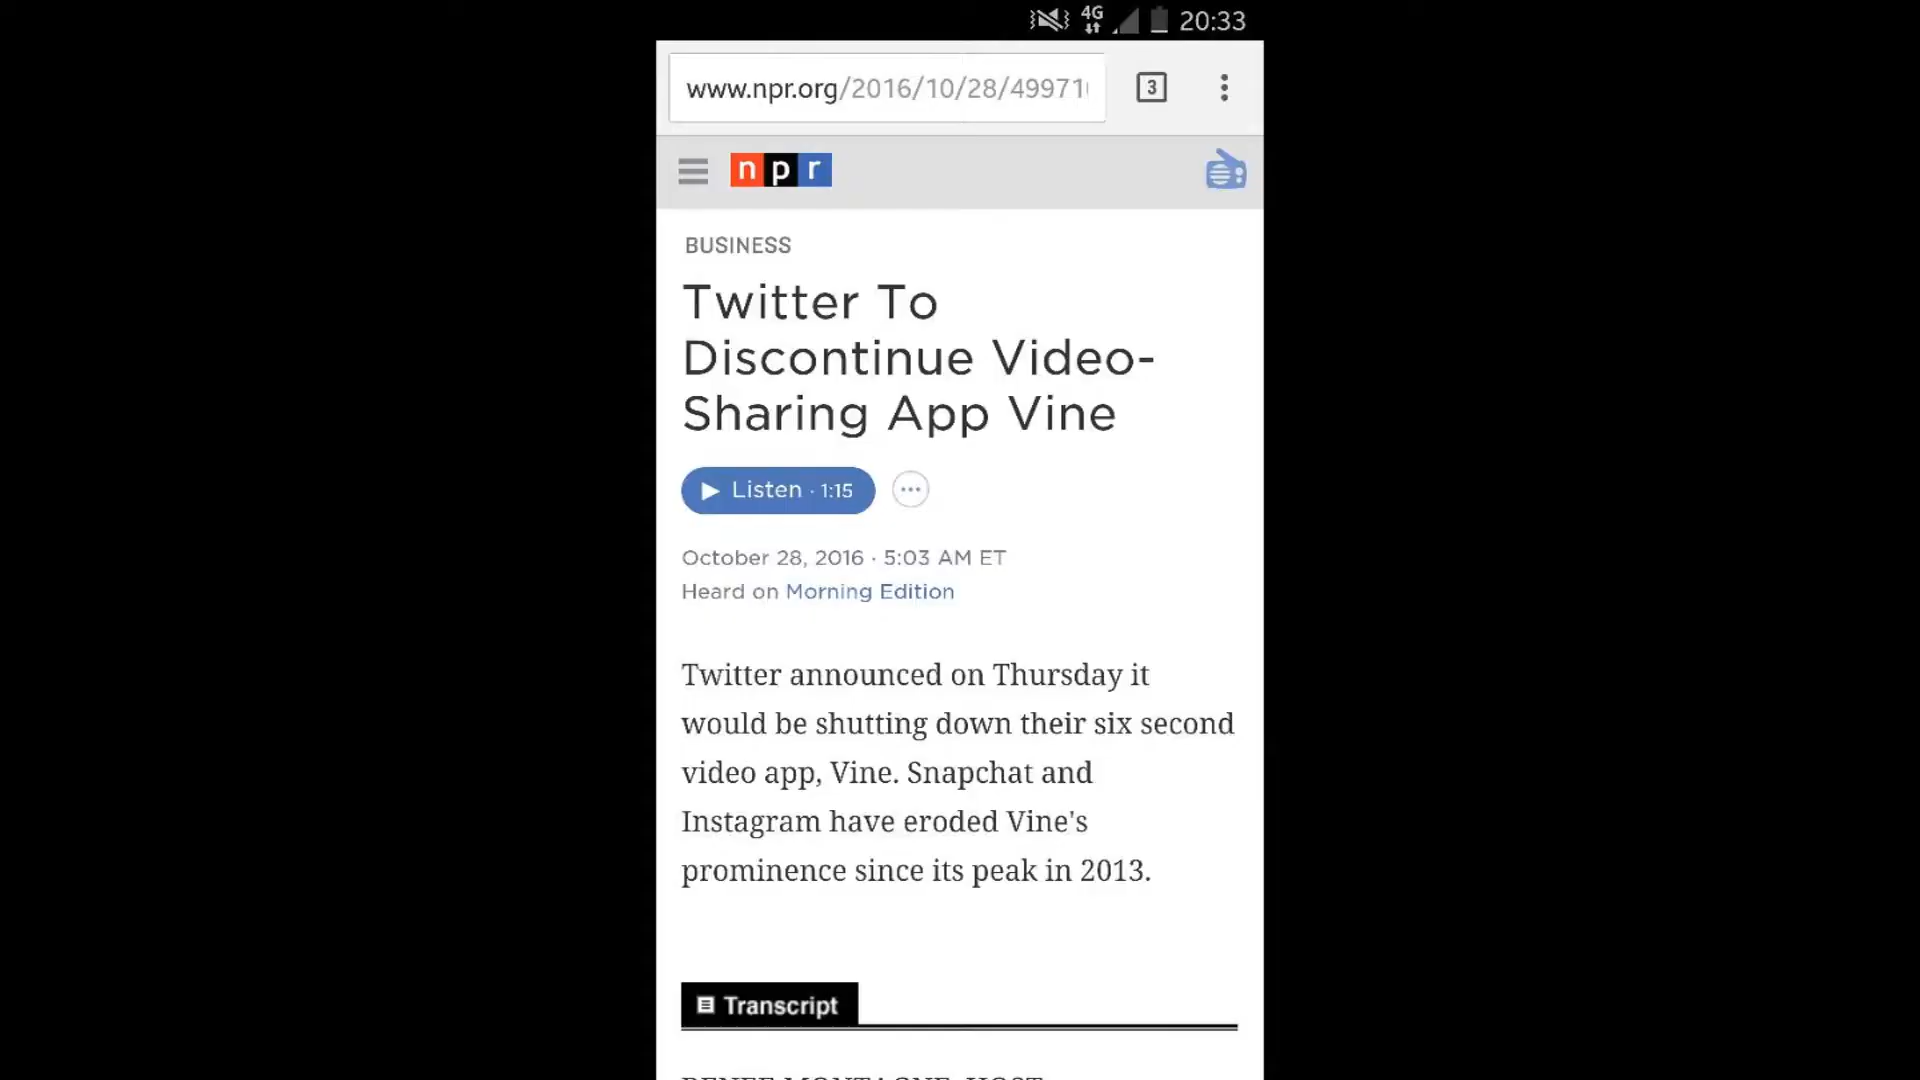 4G 20:33
www.npr.org/2016/10/28/49971
3
npr
BUSINESS
Twitter To
Discontinue Video-
Sharing App Vine
Listen · 1:15
October 28, 2016 · 5:03 AM ET
Heard on Morning Edition
Twitter announced on Thursday it
would be shutting down their six second
video app, Vine. Snapchat and
Instagram have eroded Vine's
prominence since its peak in 2013.
Transcript